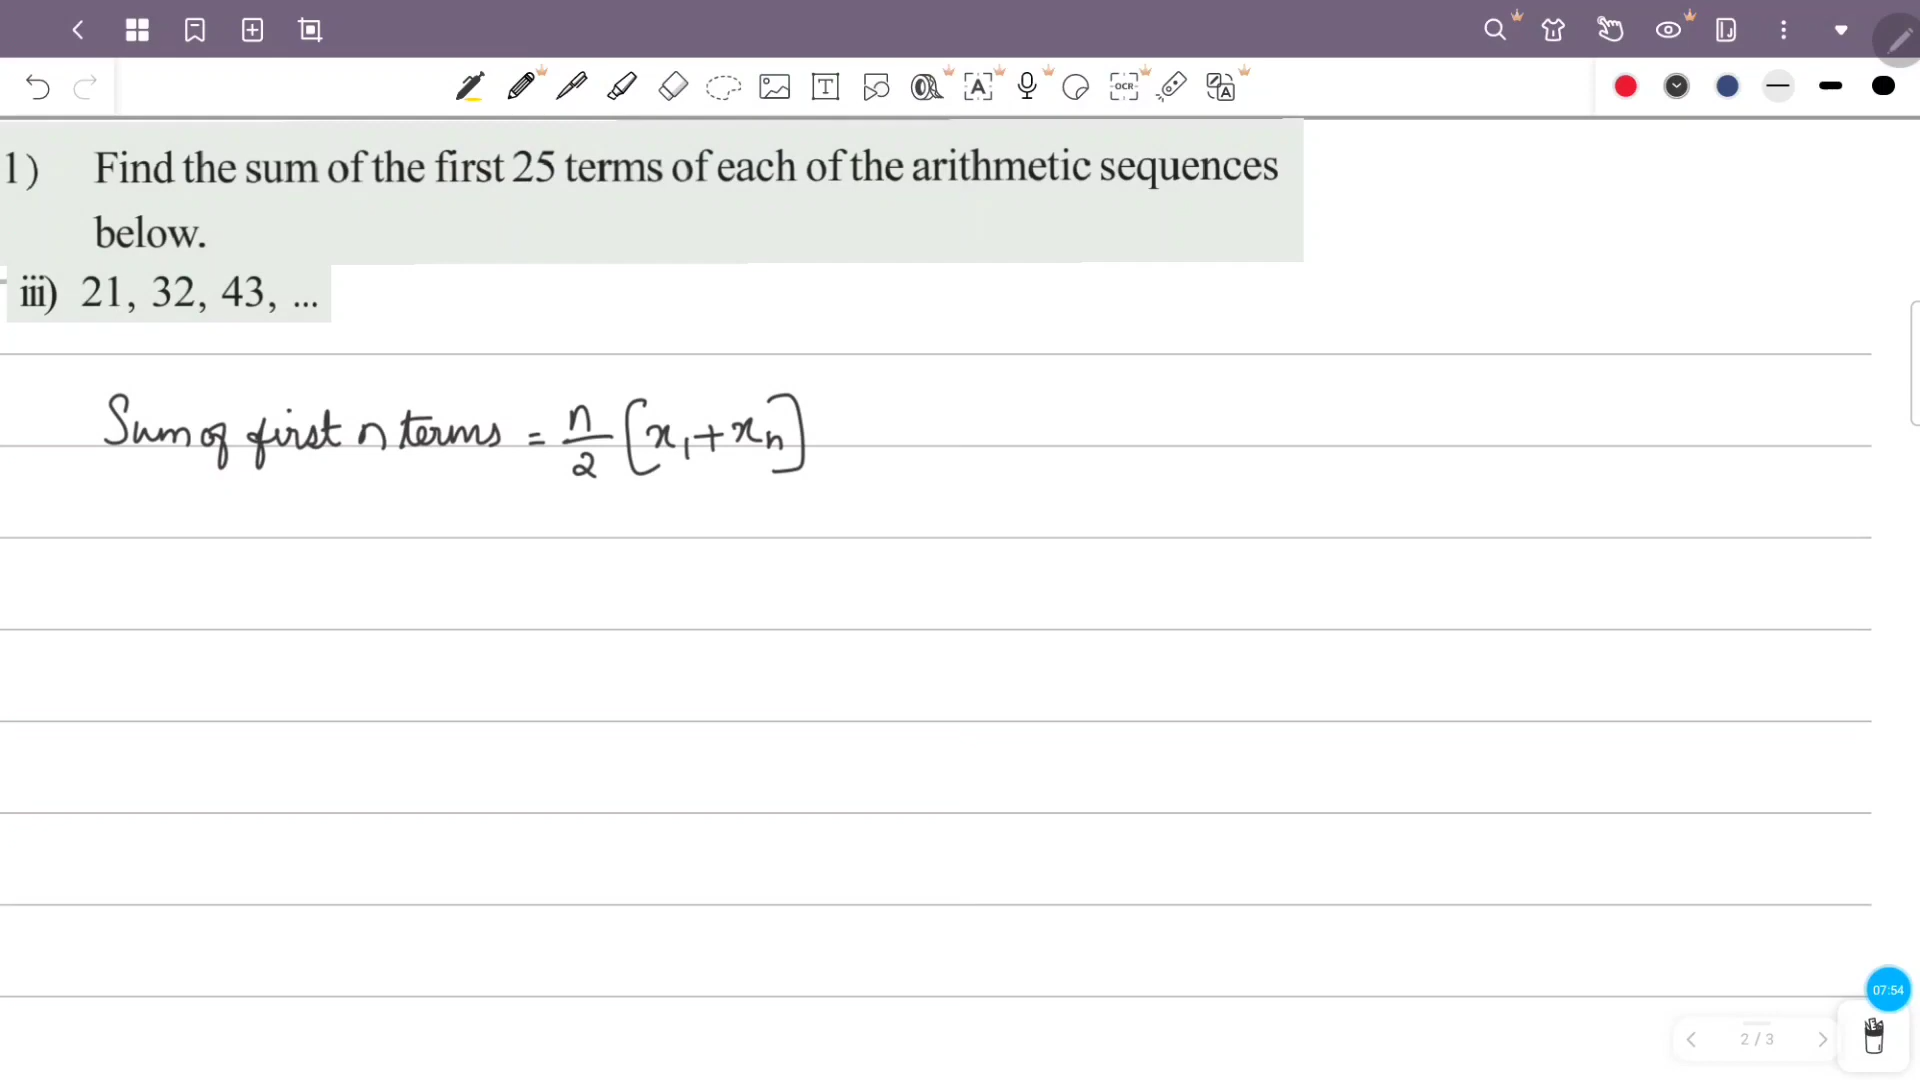 1) Find the sum of the first 25 terms of each of the arithmetic sequences
below.
iii) 21, 32, 43, ...
Sum of first n terms = n/2 [x₁ + xₙ]
07:54
2 / 3